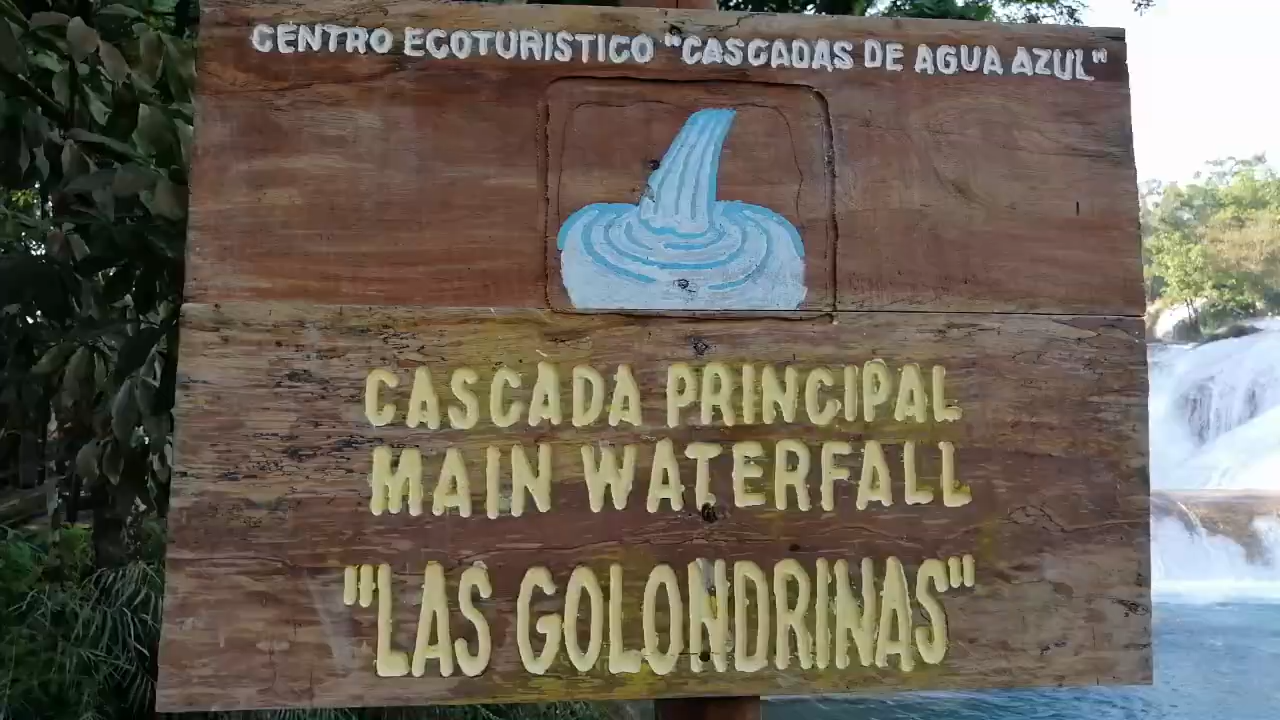 CENTRO ECOTURISTICO "CASCADAS DE AGUA AZUL"
CASCADA PRINCIPAL
MAIN WATERFALL
"LAS GOLONDRINAS"